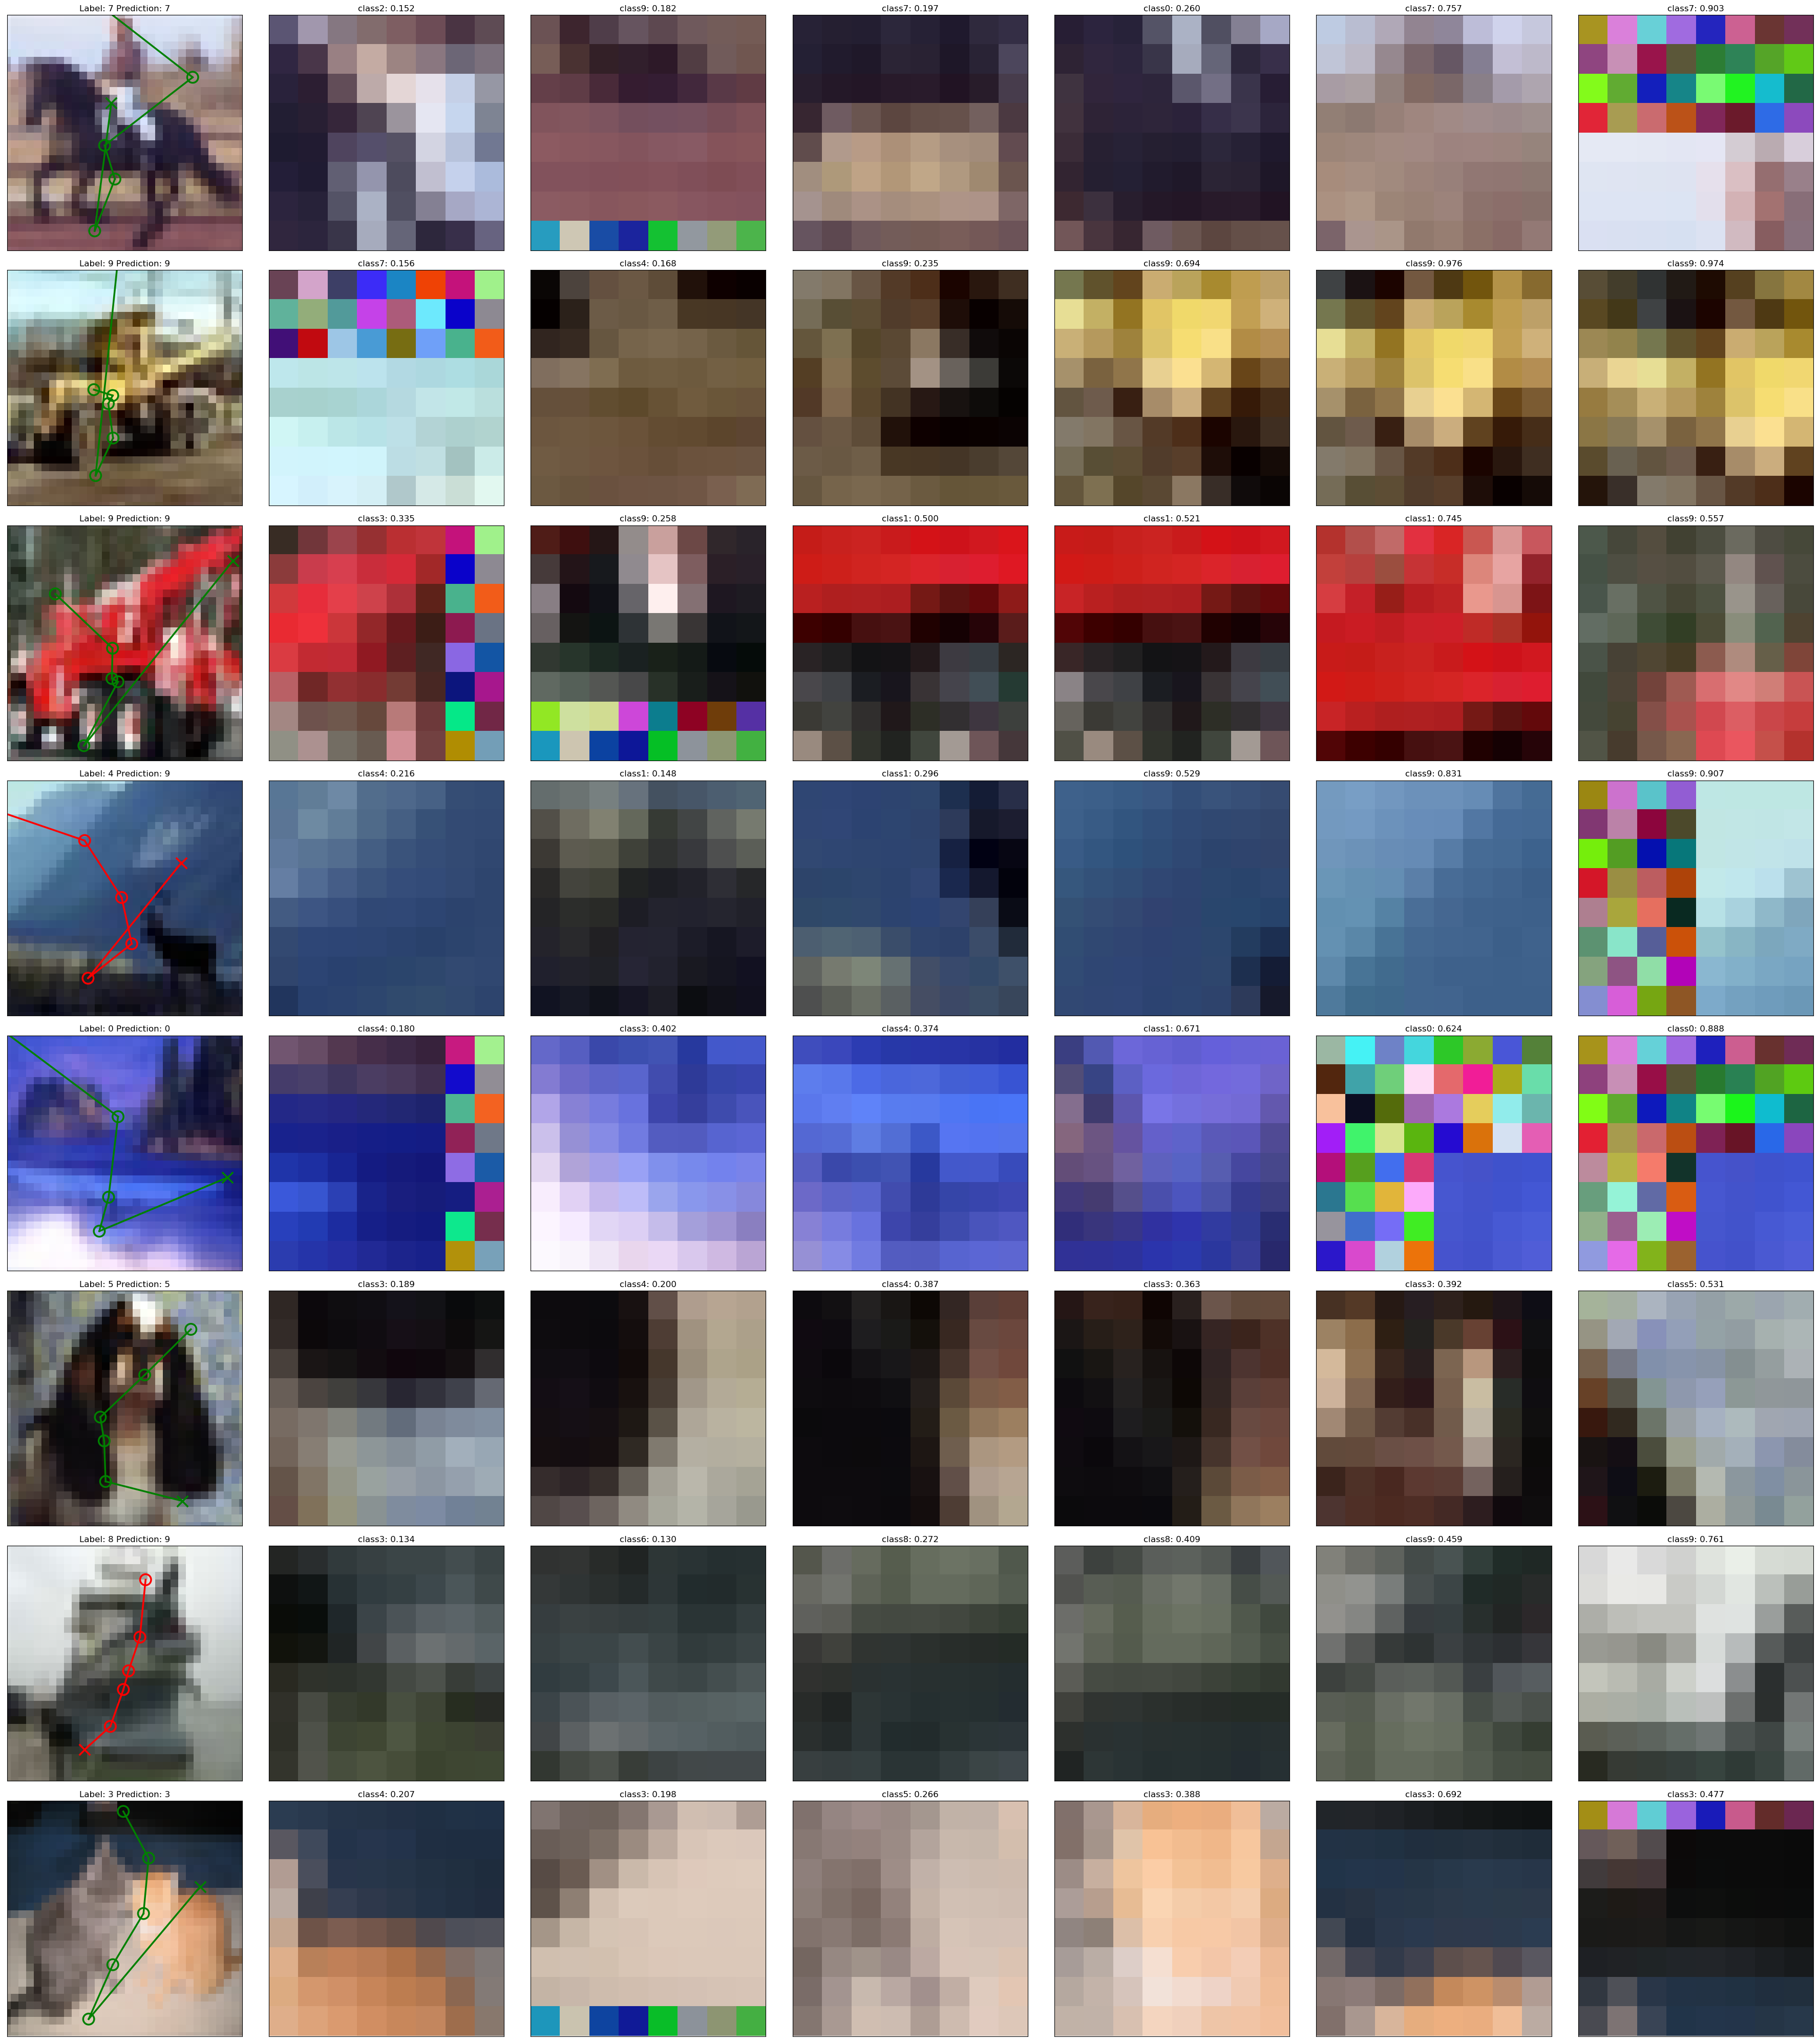 Label: 7 Prediction: 7 class2: 0.152 class9: 0.182 class7: 0.197 class0: 0.260 class7: 0.757 class7: 0.903
Label: 9 Prediction: 9 class7: 0.156 class4: 0.168 class9: 0.235 class9: 0.694 class9: 0.976 class9: 0.974
Label: 9 Prediction: 9 class3: 0.335 class9: 0.258 class1: 0.500 class1: 0.521 class1: 0.745 class9: 0.557
Label: 4 Prediction: 9 class4: 0.216 class1: 0.148 class1: 0.296 class9: 0.529 class9: 0.831 class9: 0.907
Label: 0 Prediction: 0 class4: 0.180 class3: 0.402 class4: 0.374 class1: 0.671 class0: 0.624 class0: 0.888
Label: 5 Prediction: 5 class3: 0.189 class4: 0.200 class4: 0.387 class3: 0.363 class3: 0.392 class5: 0.531
Label: 8 Prediction: 9 class3: 0.134 class6: 0.130 class8: 0.272 class8: 0.409 class9: 0.459 class9: 0.761
Label: 3 Prediction: 3 class4: 0.207 class3: 0.198 class5: 0.266 class3: 0.388 class3: 0.692 class3: 0.477